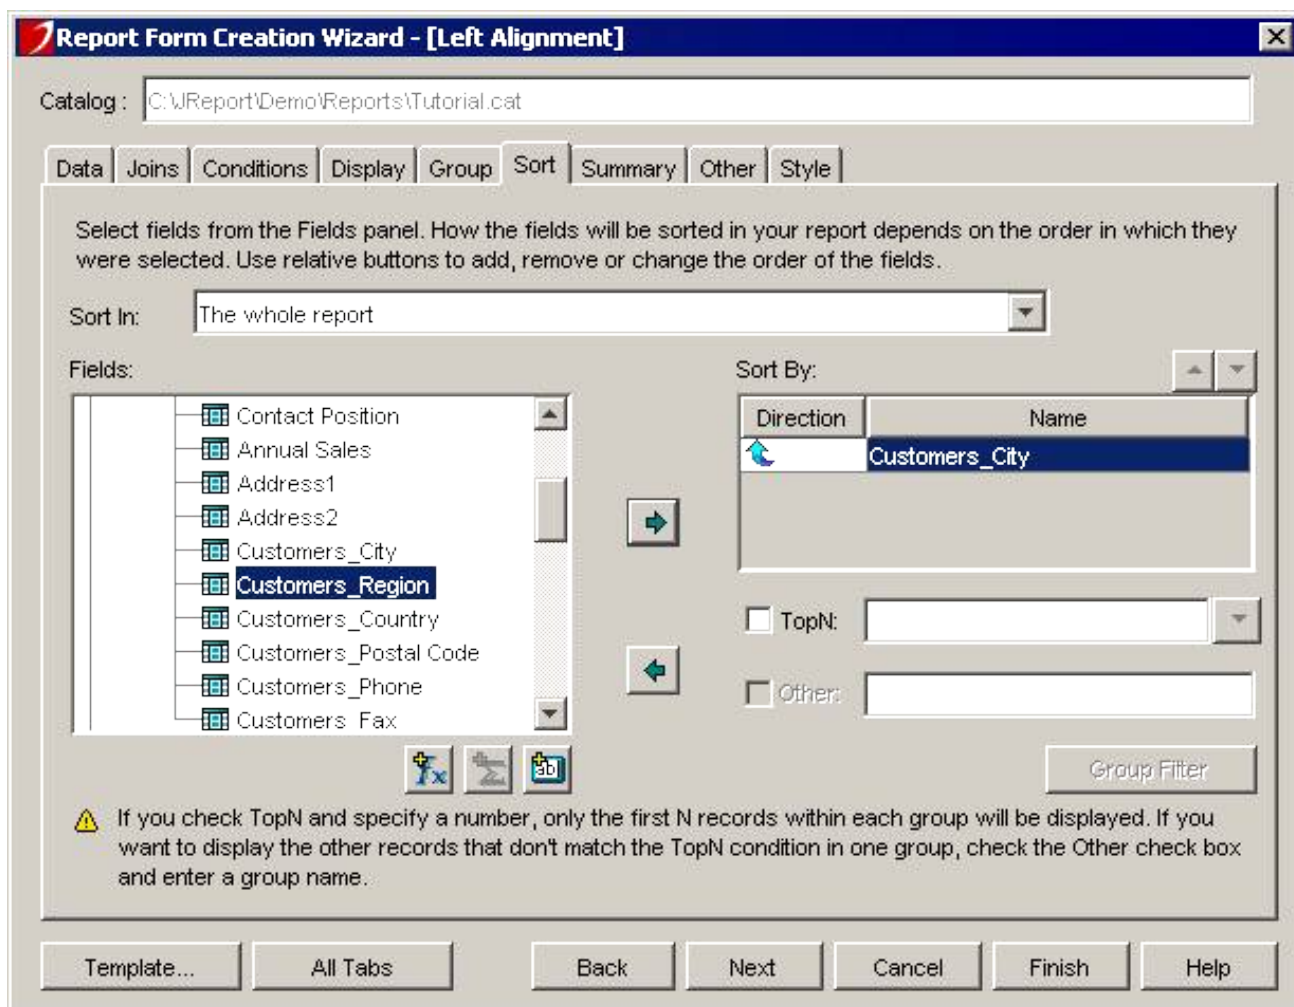 Report Form Creation Wizard - [Left Alignment]
Catalog : C:\JReport\Demo\Reports\Tutorial.cat
Data Joins Conditions Display Group Sort Summary Other Style
Select fields from the Fields panel. How the fields will be sorted in your report depends on the order in which they
were selected. Use relative buttons to add, remove or change the order of the fields.
Sort In: The whole report
Fields:
Contact Position
Annual Sales
Address1
Address2
Customers_City
Customers_Region
Customers_Country
Customers_Postal Code
Customers_Phone
Customers_Fax
Sort By:
Direction Name
Customers_City
TopN:
Other:
Group Filter
If you check TopN and specify a number, only the first N records within each group will be displayed. If you
want to display the other records that don't match the TopN condition in one group, check the Other check box
and enter a group name.
Template... All Tabs Back Next Cancel Finish Help